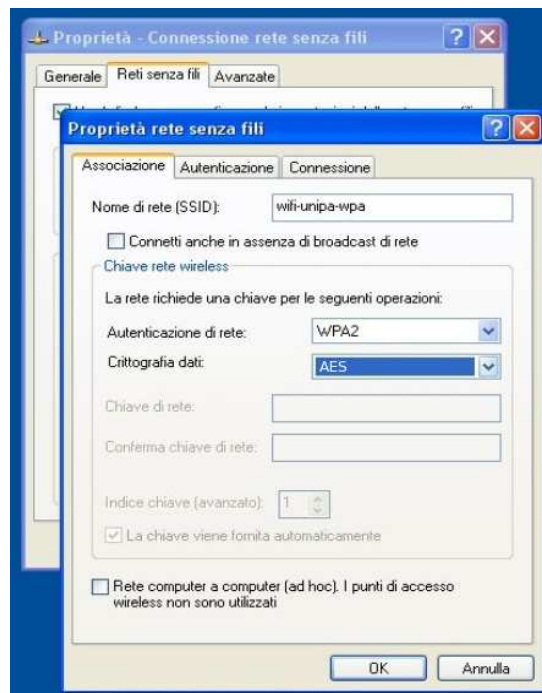 Proprietà - Connessione rete senza fili
Generale Reti senza fili Avanzate
Proprietà rete senza fili
Associazione Autenticazione Connessione
Nome di rete (SSID): wifi-unipa-wpa
Connetti anche in assenza di broadcast di rete
Chiave rete wireless
La rete richiede una chiave per le seguenti operazioni:
Autenticazione di rete: WPA2
Crittografia dati: AES
Chiave di rete:
Conferma chiave di rete:
Indice chiave (avanzato): 1
La chiave viene fornita automaticamente
Rete computer a computer (ad hoc). I punti di accesso
wireless non sono utilizzati
OK Annulla